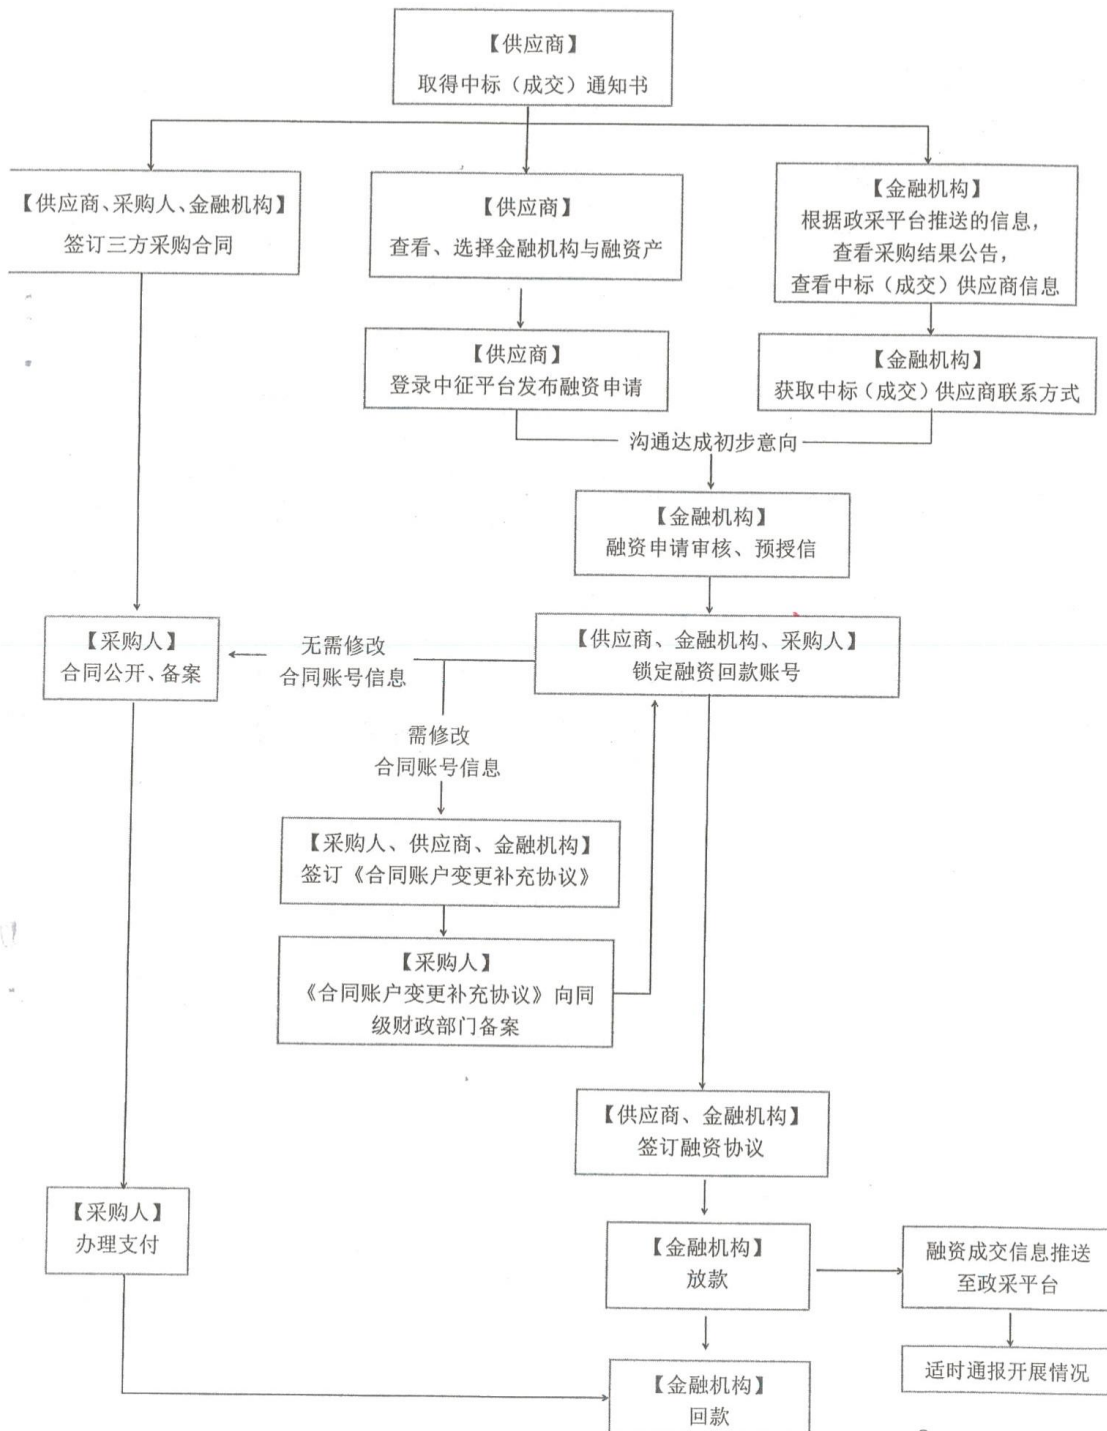 【供应商】
取得中标（成交）通知书
【供应商、采购人、金融机构】
签订三方采购合同
【供应商】
查看、选择金融机构与融资产
【金融机构】
根据政采平台推送的信息，
查看采购结果公告，
查看中标（成交）供应商信息
【供应商】
登录中征平台发布融资申请
【金融机构】
获取中标（成交）供应商联系方式
沟通达成初步意向
【金融机构】
融资申请审核、预授信
【采购人】
合同公开、备案
无需修改
合同账号信息
【供应商、金融机构、采购人】
锁定融资回款账号
需修改
合同账号信息
【采购人、供应商、金融机构】
签订《合同账户变更补充协议》
【采购人】
《合同账户变更补充协议》向同
级财政部门备案
【供应商、金融机构】
签订融资协议
【采购人】
办理支付
【金融机构】
放款
融资成交信息推送
至政采平台
适时通报开展情况
【金融机构】
回款